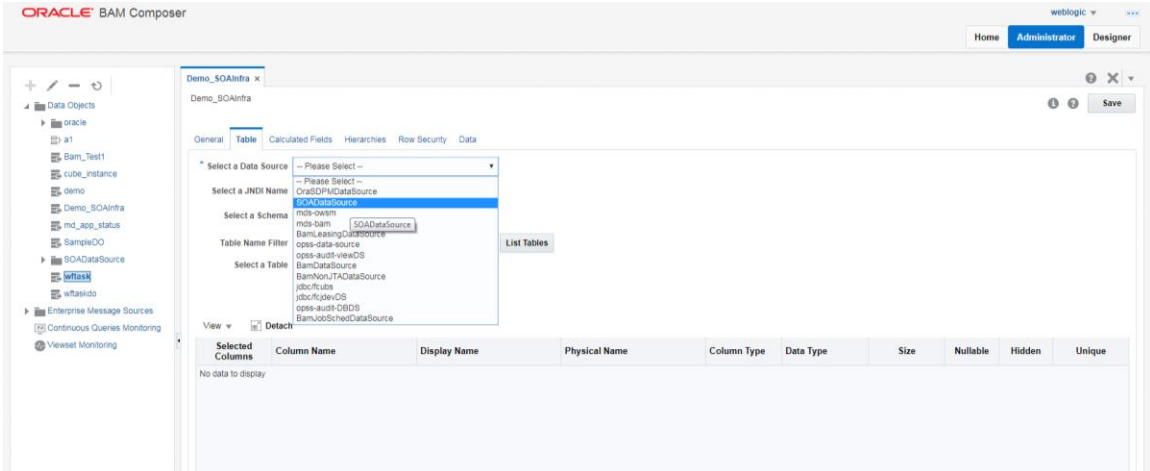 ORACLE® BAM Composer
weblogic
Home Administrator Designer
Data Objects
oracle
a1
Bam_Test1
cube_instance
demo
Demo_SOAInfra
md_app_status
SampleDO
SOADataSource
wftask
wftaskdo
Enterprise Message Sources
Continuous Queries Monitoring
Viewset Monitoring
Demo_SOAInfra
Demo_SOAInfra
Save
General Table Calculated Fields Hierarchies Row Security Data
* Select a Data Source -- Please Select --
Select a JNDI Name
Select a Schema
Table Name Filter
List Tables
Select a Table
-- Please Select --
OraSDPMDataSource
SOADataSource
mds-owsm
mds-bam
SOADataSource
BamLeasingDataSource
opss-data-source
opss-audit-viewDS
BamDataSource
BamNonJTADataSource
jdbc/fcubs
jdbc/fcjdevDS
opss-audit-DBDS
BamJobSchedDataSource
View Detach
Selected Columns Column Name Display Name Physical Name Column Type Data Type Size Nullable Hidden Unique
No data to display